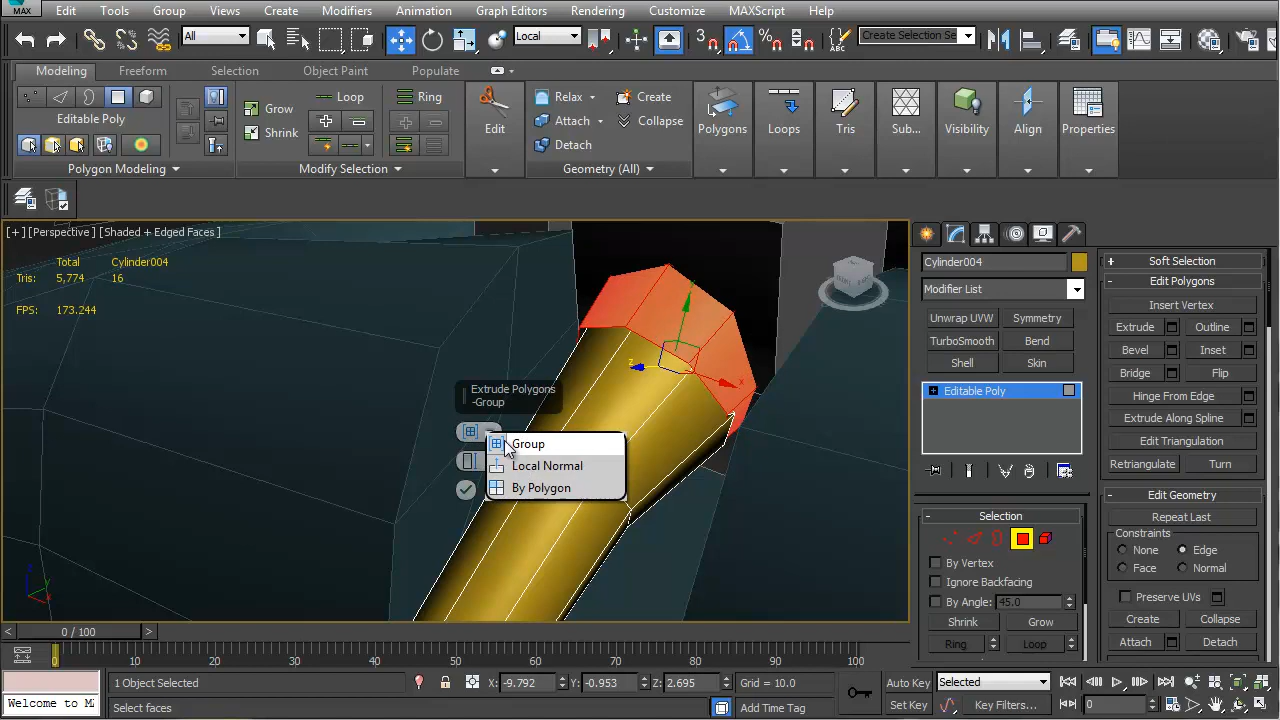 MAX
Edit Tools Group Views Create Modifiers Animation Graph Editors Rendering Customize MAXScript Help
All
Local
3
Create Selection Se
Modeling Freeform Selection Object Paint Populate
Editable Poly
Polygon Modeling
Grow
Shrink
Loop
Ring
Modify Selection
Edit
Relax
Attach
Detach
Create
Collapse
Geometry (All)
Polygons
Loops
Tris
Sub...
Visibility
Align
Properties
[+] [Perspective] [Shaded + Edged Faces]
Total Cylinder004
Tris: 5,774 16
FPS: 173.244
z
x
Extrude Polygons
-Group
Group
Local Normal
By Polygon
Cylinder004
Modifier List
Unwrap UVW Symmetry
TurboSmooth Bend
Shell Skin
Editable Poly
Selection
By Vertex
Ignore Backfacing
By Angle: 45.0
Shrink Grow
Ring Loop
+ Soft Selection
- Edit Polygons
Insert Vertex
Extrude Outline
Bevel Inset
Bridge Flip
Hinge From Edge
Extrude Along Spline
Edit Triangulation
Retriangulate Turn
- Edit Geometry
Repeat Last
Constraints
None Edge
Face Normal
Preserve UVs
Create Collapse
Attach Detach
< 0 / 100 >
0 10 20 30 40 50 60 70 80 90 100
1 Object Selected
X: -9.792 Y: -0.953 Z: 2.695
Grid = 10.0
Auto Key
Selected
Welcome to M
Select faces
Add Time Tag
Set Key
Key Filters...
0